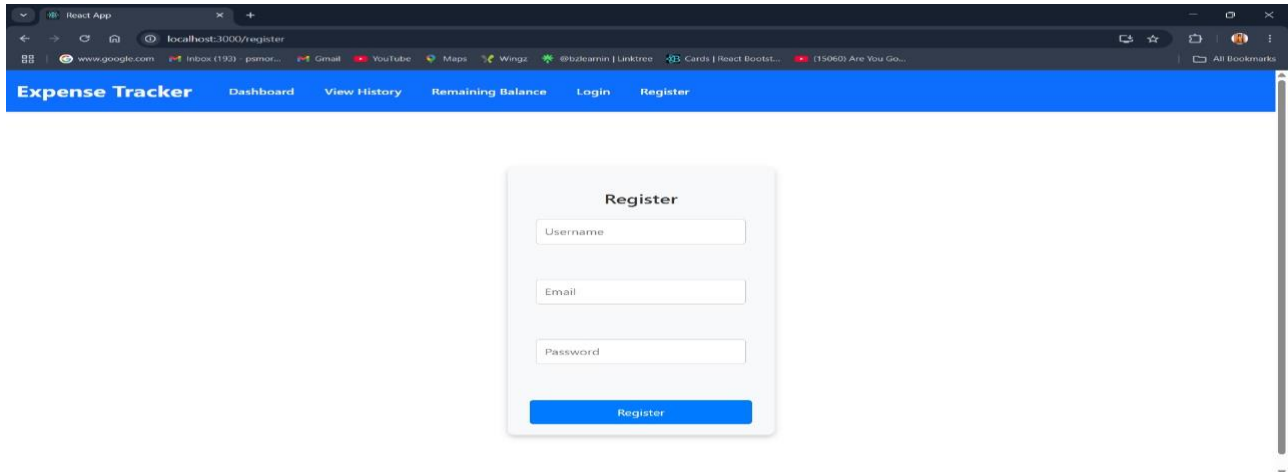 React App
localhost:3000/register
www.google.com Inbox (193) - psmor... Gmail YouTube Maps Wingz @bzlearnin | Linktree Cards | React Bootst... (15060) Are You Go... All Bookmarks
Expense Tracker Dashboard View History Remaining Balance Login Register
Register
Username
Email
Password
Register